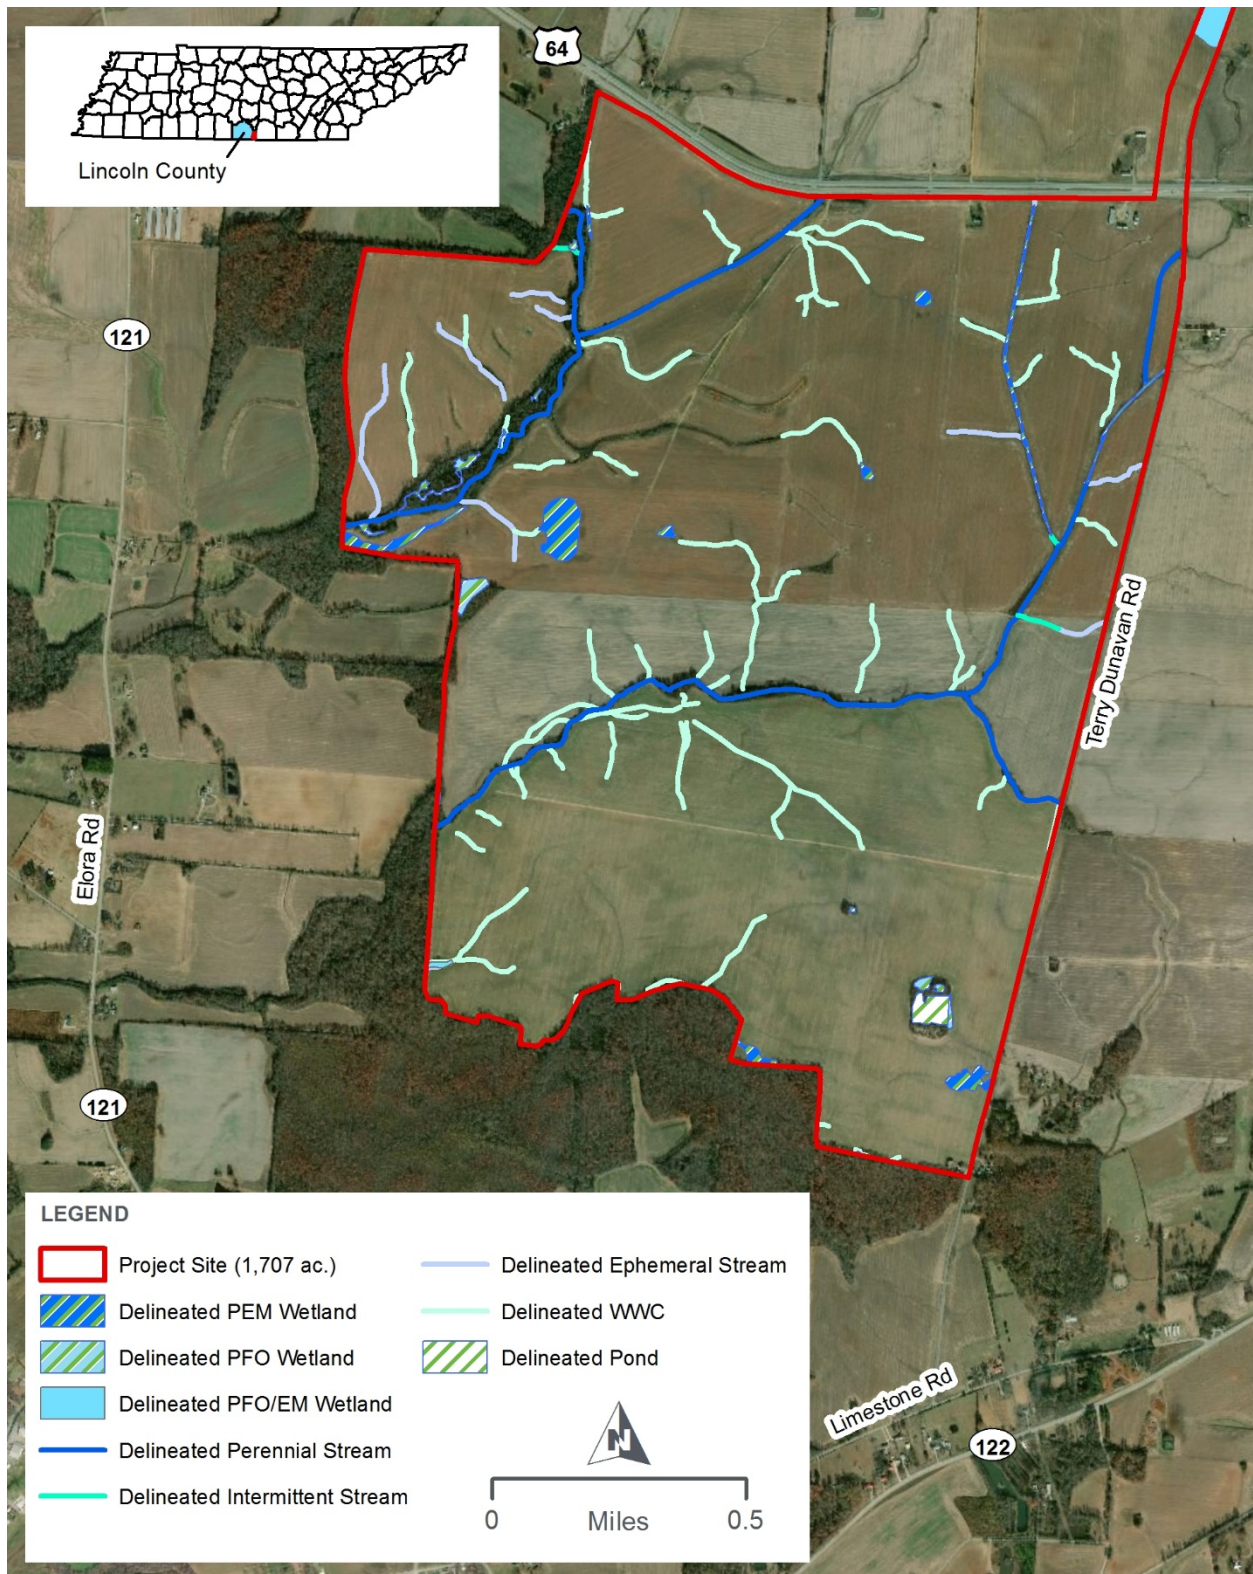 64
Lincoln County
121
Elora Rd
Terry Dunavan Rd
121
LEGEND
Project Site (1,707 ac.)
Delineated PEM Wetland
Delineated PFO Wetland
Delineated PFO/EM Wetland
Delineated Perennial Stream
Delineated Intermittent Stream
Delineated Ephemeral Stream
Delineated WWC
Delineated Pond
N
0 Miles 0.5
Limestone Rd
122